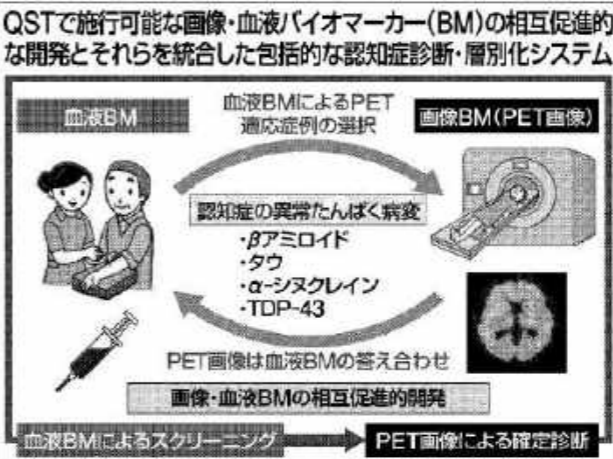 QSTで施行可能な画像・血液バイオマーカー(BM)の相互促進的
な開発とそれらを統合した包括的な認知症診断・層別化システム
血液BM
血液BMによるPET
適応症例の選択
画像BM(PET画像)
認知症の異常たんぱく病変
・βアミロイド
・タウ
・α-シヌクレイン
・TDP-43
PET画像は血液BMの答え合わせ
画像・血液BMの相互促進的開発
血液BMによるスクリーニング
PET画像による確定診断